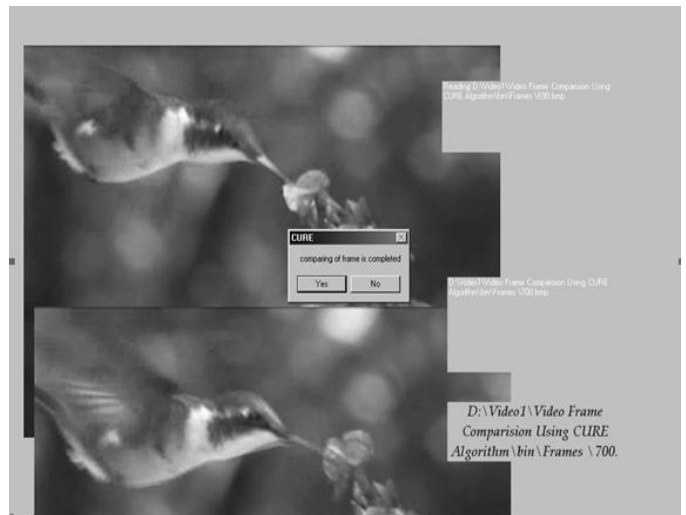 Reading D:\Video1\Video Frame Comparision Using
CURE Algorithm\bin\Frames \690.bmp
CURE
comparing of frame is completed
Yes
No
D:\Video1\Video Frame Comparision Using CURE
Algorithm\bin\Frames \700.bmp
D:\Video1\Video Frame
Comparision Using CURE
Algorithm\bin\Frames \700.